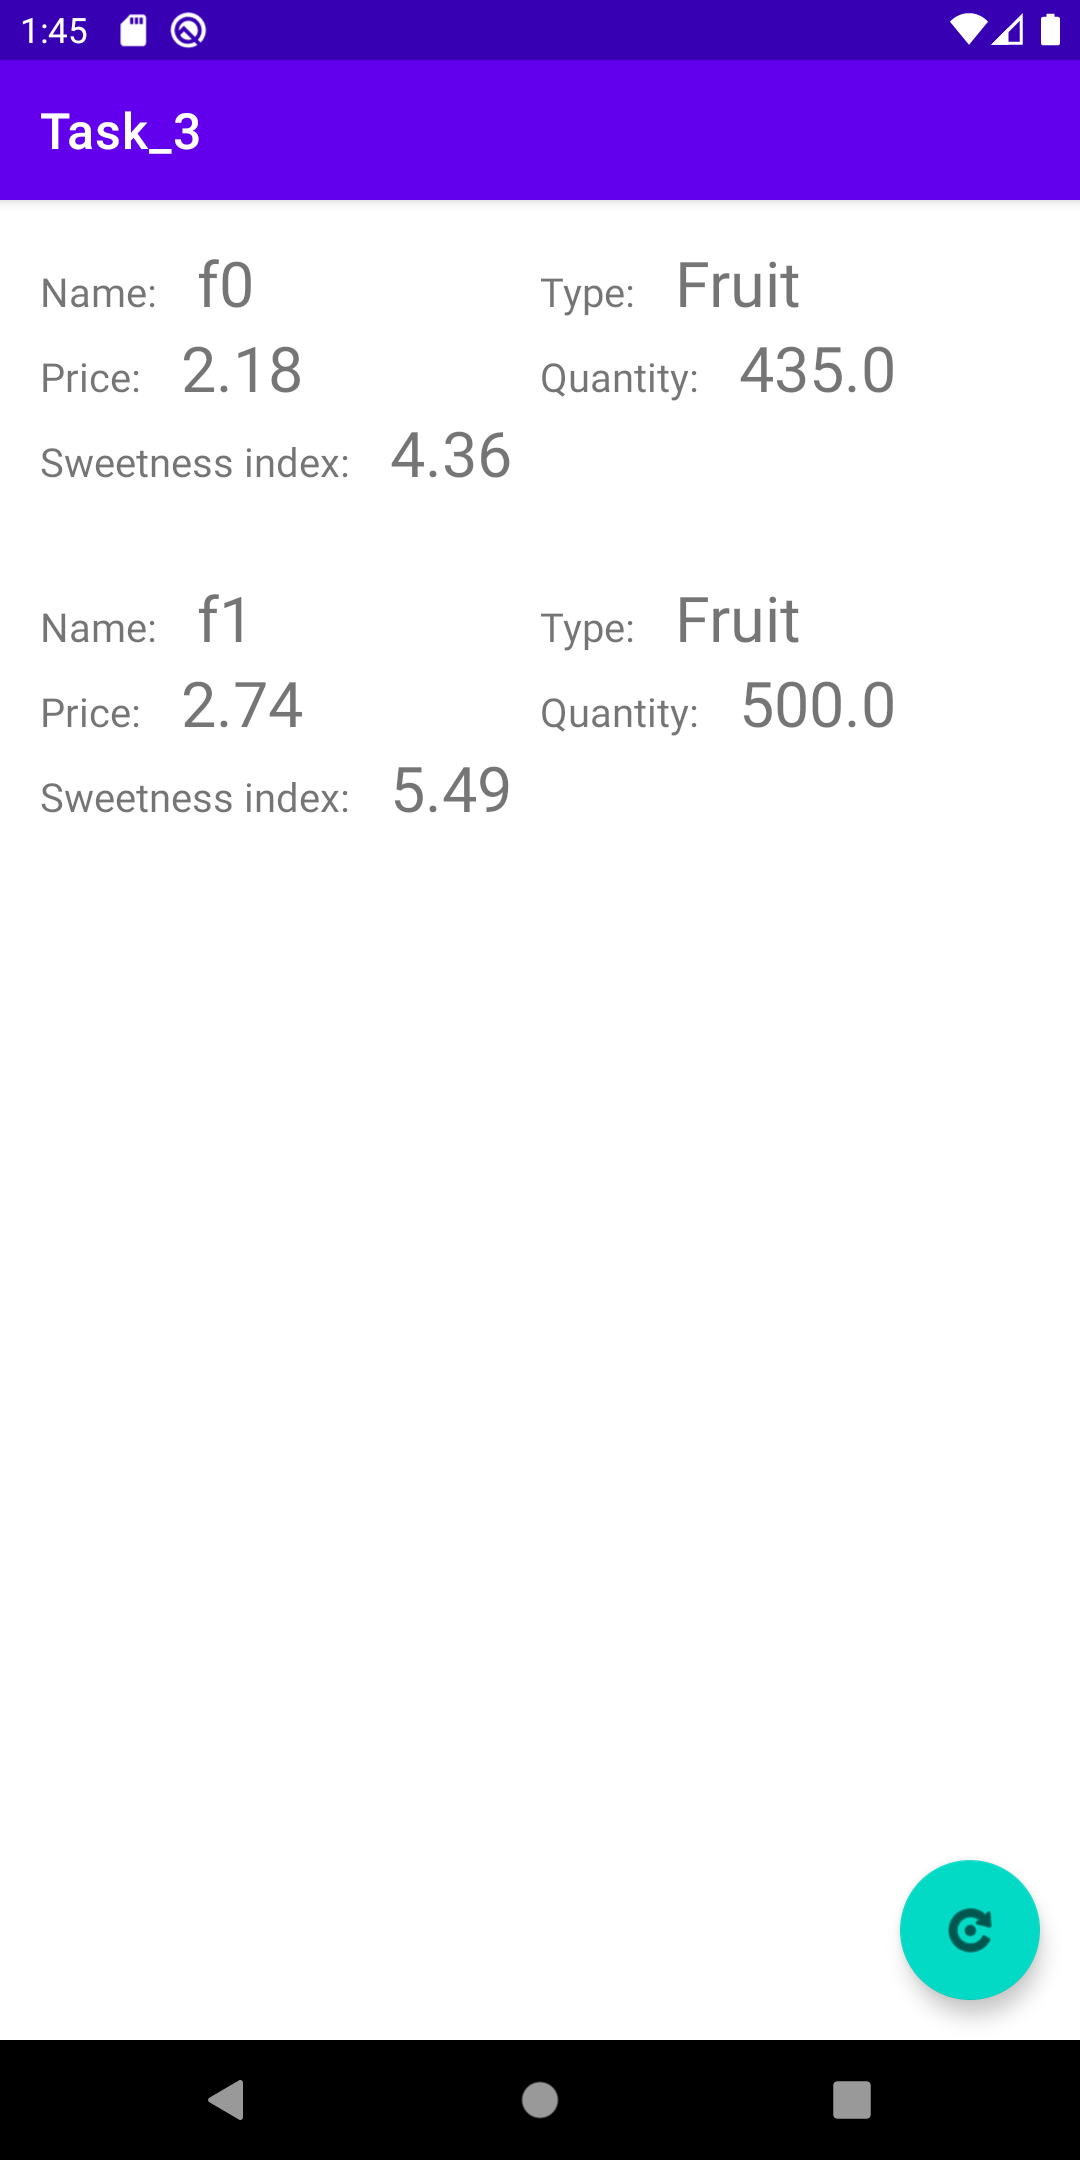 1:45
Task_3
Name: f0 Type: Fruit
Price: 2.18 Quantity: 435.0
Sweetness index: 4.36
Name: f1 Type: Fruit
Price: 2.74 Quantity: 500.0
Sweetness index: 5.49